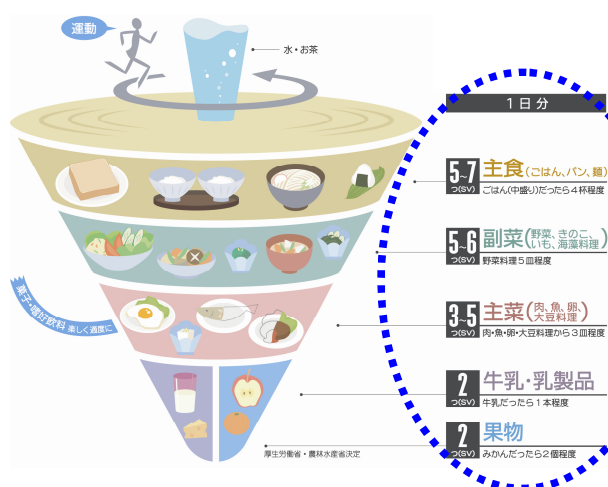 運動
水・お茶
1日分
5~7
つ(SV)
主食(ごはん、パン、麺)
ごはん(中盛り)だったら4杯程度
5~6
つ(SV)
副菜(野菜、きのこ、
いも、海藻料理)
野菜料理5皿程度
菓子・嗜好飲料 楽しく適度に
3~5
つ(SV)
主菜(肉、魚、卵、
大豆料理)
肉・魚・卵・大豆料理から3皿程度
2
つ(SV)
牛乳・乳製品
牛乳だったら1本程度
2
つ(SV)
果物
みかんだったら2個程度
厚生労働省・農林水産省決定